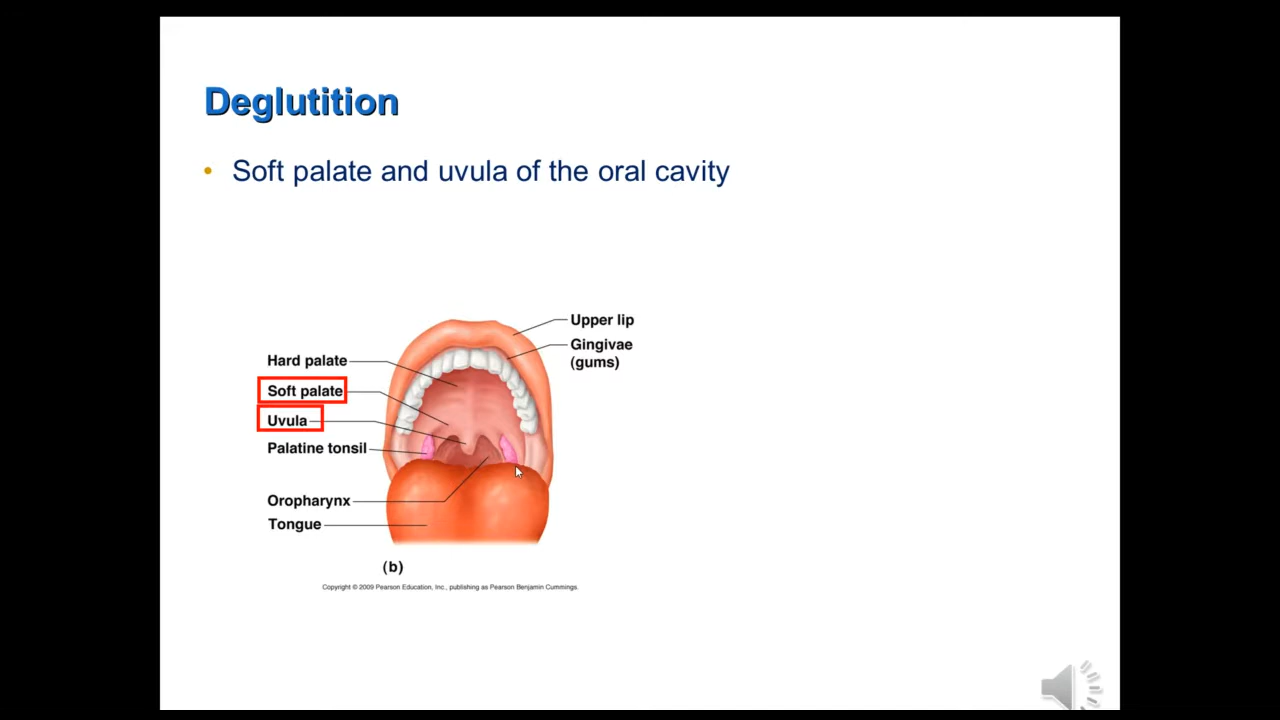 Deglutition
• Soft palate and uvula of the oral cavity
Upper lip
Gingivae
(gums)
Hard palate
Soft palate
Uvula
Palatine tonsil
Oropharynx
Tongue
(b)
Copyright © 2009 Pearson Education, Inc., publishing as Pearson Benjamin Cummings.